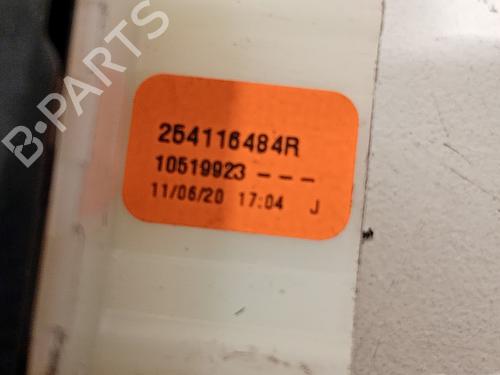 B-PARTS
254116484R
10519923 - - -
11/06/20 17:04 J